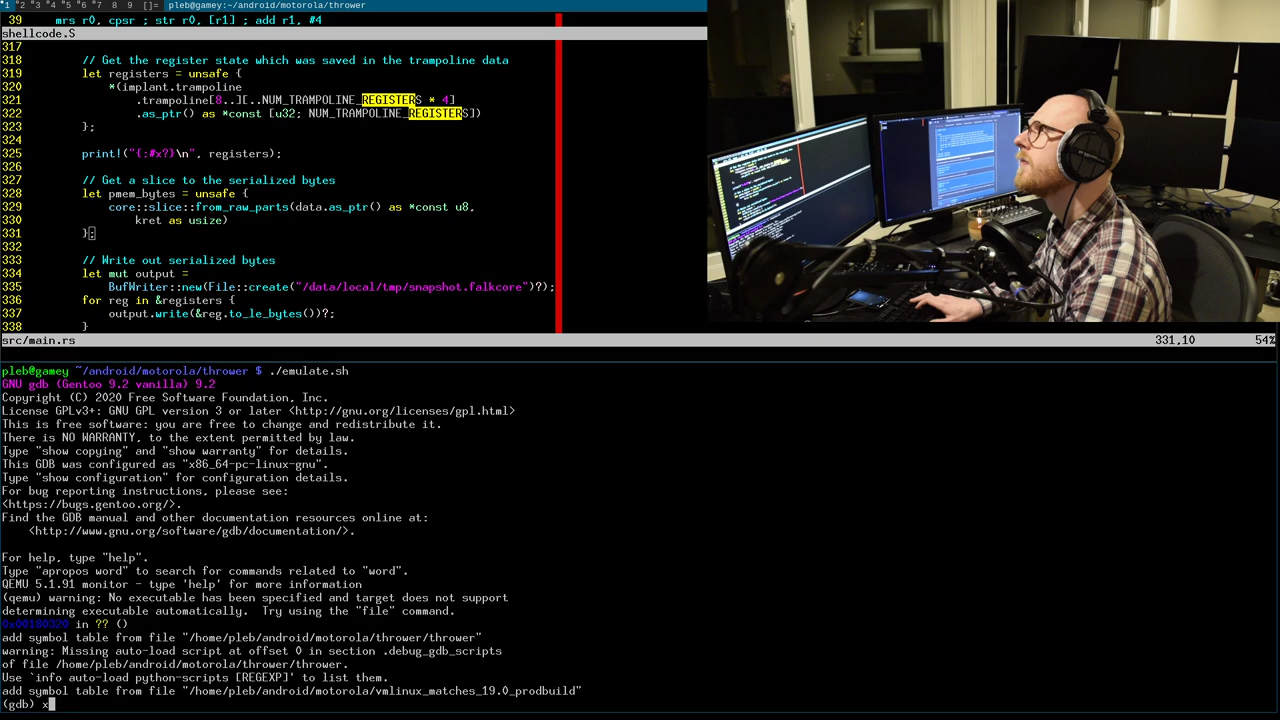 1 2 3 4 5 6 7 8 9 []= pleb@gamey:~/android/motorola/thrower
39 mrs r0, cpsr ; str r0, [r1] ; add r1, #4
shellcode.S
317
318 // Get the register state which was saved in the trampoline data
319 let registers = unsafe {
320 *(implant.trampoline
321 .trampoline[8..][..NUM_TRAMPOLINE_REGISTERS * 4]
322 .as_ptr() as *const [u32; NUM_TRAMPOLINE_REGISTERS])
323 };
324
325 print!("{:#x?}\n", registers);
326
327 // Get a slice to the serialized bytes
328 let pmem_bytes = unsafe {
329 core::slice::from_raw_parts(data.as_ptr() as *const u8,
330 kret as usize)
331 };
332
333 // Write out serialized bytes
334 let mut output =
335 BufWriter::new(File::create("/data/local/tmp/snapshot.falkcore")?);
336 for reg in &registers {
337 output.write(&reg.to_le_bytes())?;
338 }
src/main.rs 331,10 54%
pleb@gamey ~/android/motorola/thrower $ ./emulate.sh
GNU gdb (Gentoo 9.2 vanilla) 9.2
Copyright (C) 2020 Free Software Foundation, Inc.
License GPLv3+: GNU GPL version 3 or later <http://gnu.org/licenses/gpl.html>
This is free software: you are free to change and redistribute it.
There is NO WARRANTY, to the extent permitted by law.
Type "show copying" and "show warranty" for details.
This GDB was configured as "x86_64-pc-linux-gnu".
Type "show configuration" for configuration details.
For bug reporting instructions, please see:
<https://bugs.gentoo.org/>.
Find the GDB manual and other documentation resources online at:
<http://www.gnu.org/software/gdb/documentation/>.
For help, type "help".
Type "apropos word" to search for commands related to "word".
QEMU 5.1.91 monitor - type 'help' for more information
(qemu) warning: No executable has been specified and target does not support
determining executable automatically. Try using the "file" command.
0x00180320 in ?? ()
add symbol table from file "/home/pleb/android/motorola/thrower/thrower"
warning: Missing auto-load script at offset 0 in section .debug_gdb_scripts
of file /home/pleb/android/motorola/thrower/thrower.
Use `info auto-load python-scripts [REGEXP]' to list them.
add symbol table from file "/home/pleb/android/motorola/vmlinux_matches_19.0_prodbuild"
(gdb) x